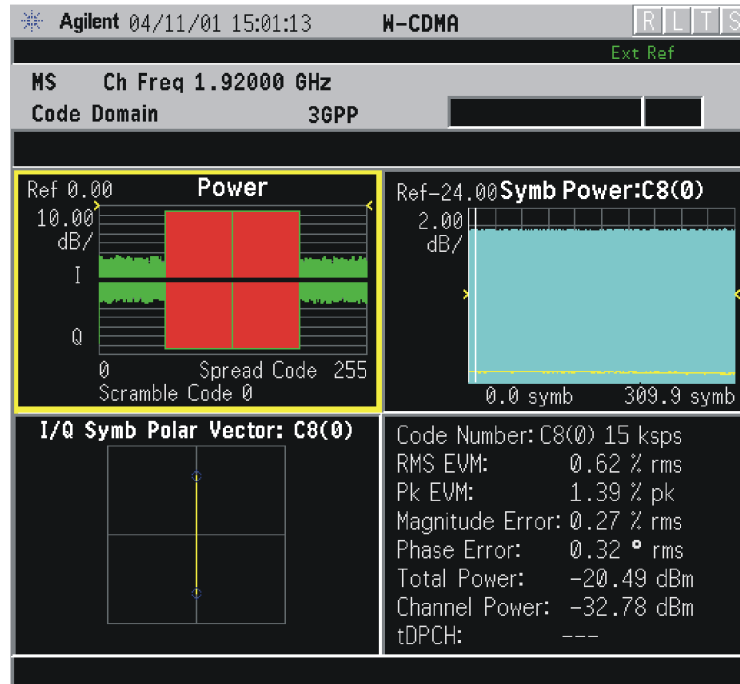 Agilent 04/11/01 15:01:13 W-CDMA R L T S
Ext Ref
MS Ch Freq 1.92000 GHz
Code Domain 3GPP
Ref 0.00 Power
10.00
dB/
I
Q
0 Spread Code 255
Scramble Code 0
Ref-24.00 Symb Power:C8(0)
2.00
dB/
0.0 symb 309.9 symb
I/Q Symb Polar Vector: C8(0)
Code Number: C8(0) 15 ksps
RMS EVM: 0.62 % rms
Pk EVM: 1.39 % pk
Magnitude Error: 0.27 % rms
Phase Error: 0.32 ° rms
Total Power: -20.49 dBm
Channel Power: -32.78 dBm
tDPCH: ---